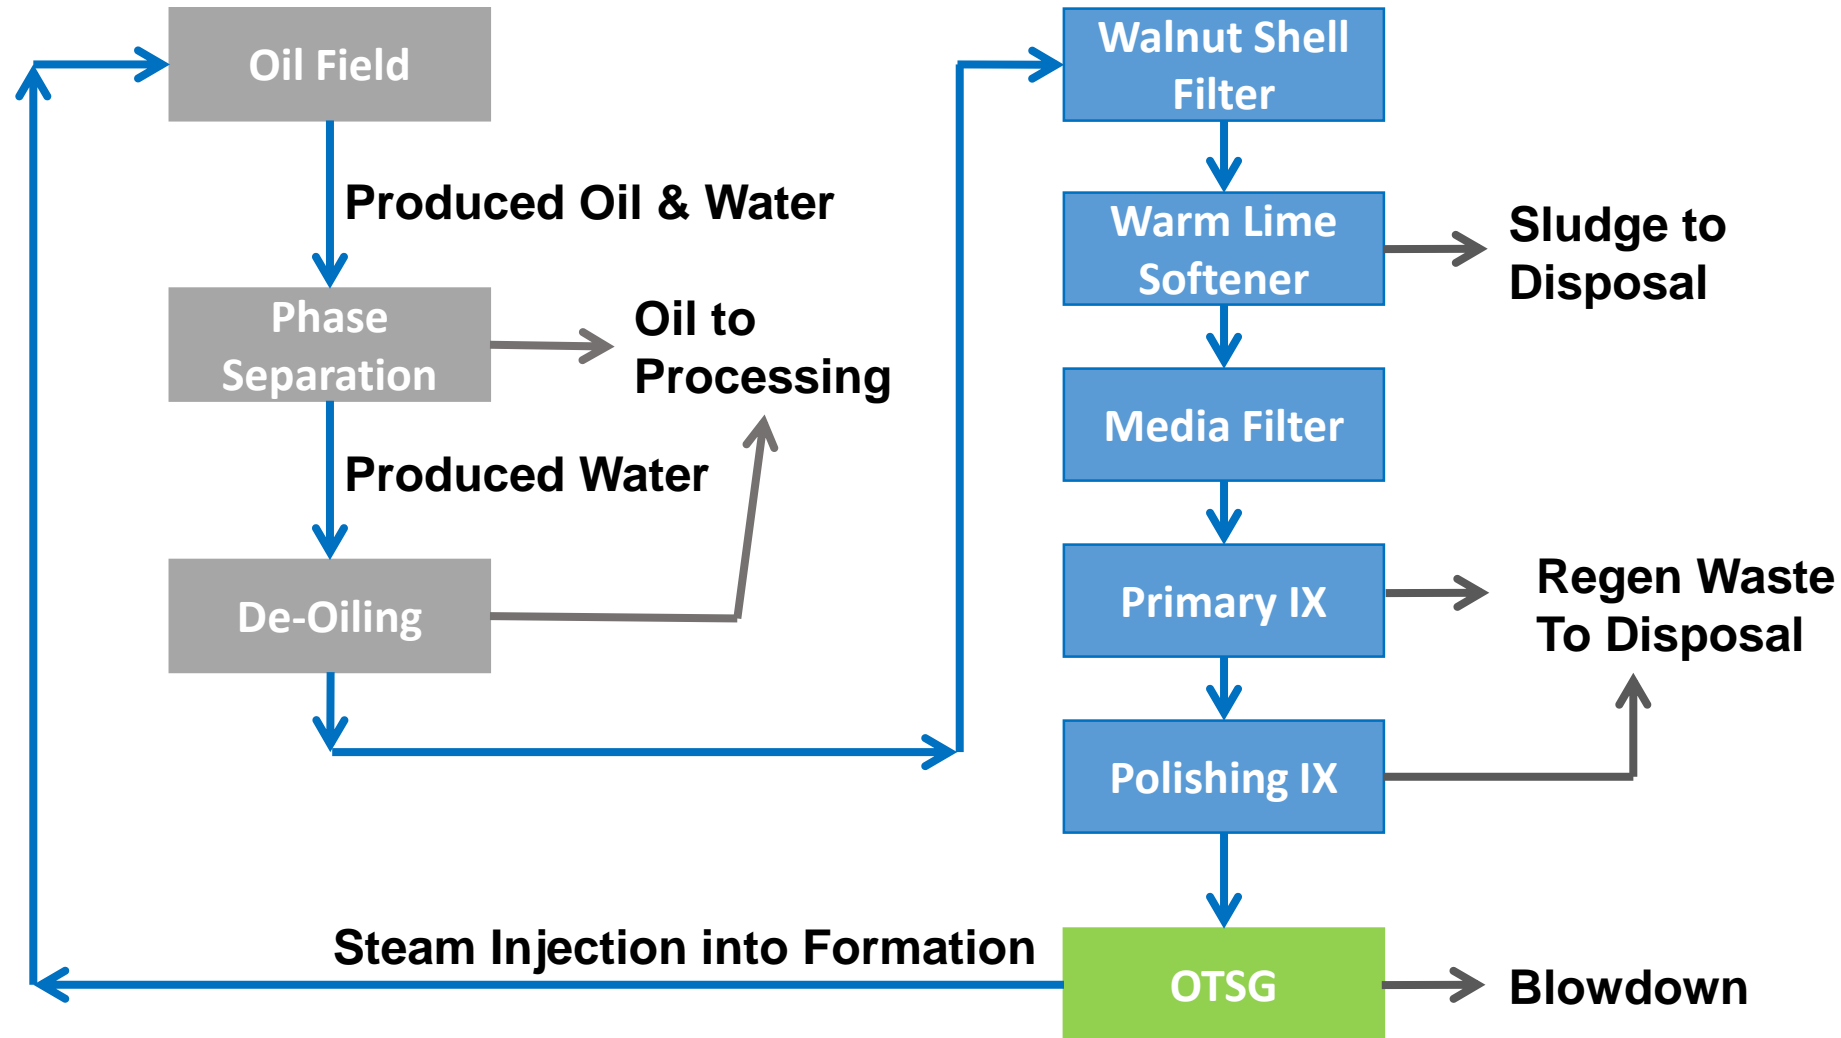 Oil Field
Produced Oil & Water
Phase
Separation
Oil to
Processing
Produced Water
De-Oiling
Walnut Shell
Filter
Warm Lime
Softener
Sludge to
Disposal
Media Filter
Primary IX
Regen Waste
To Disposal
Polishing IX
Steam Injection into Formation
OTSG
Blowdown